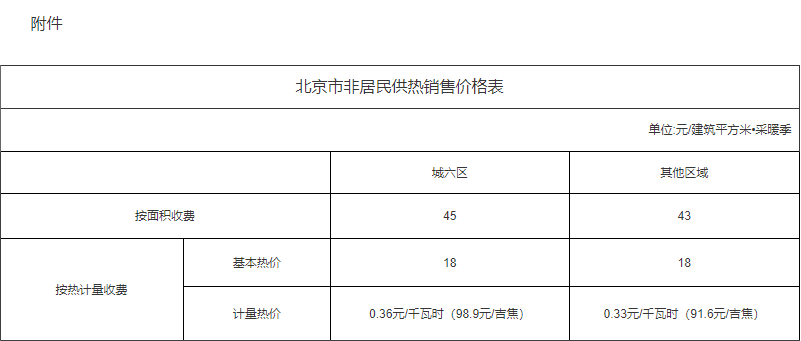 附件
北京市非居民供热销售价格表
单位:元/建筑平方米•采暖季
城六区 其他区域
按面积收费 45 43
按热计量收费 基本热价 18 18
计量热价 0.36元/千瓦时（98.9元/吉焦） 0.33元/千瓦时（91.6元/吉焦）